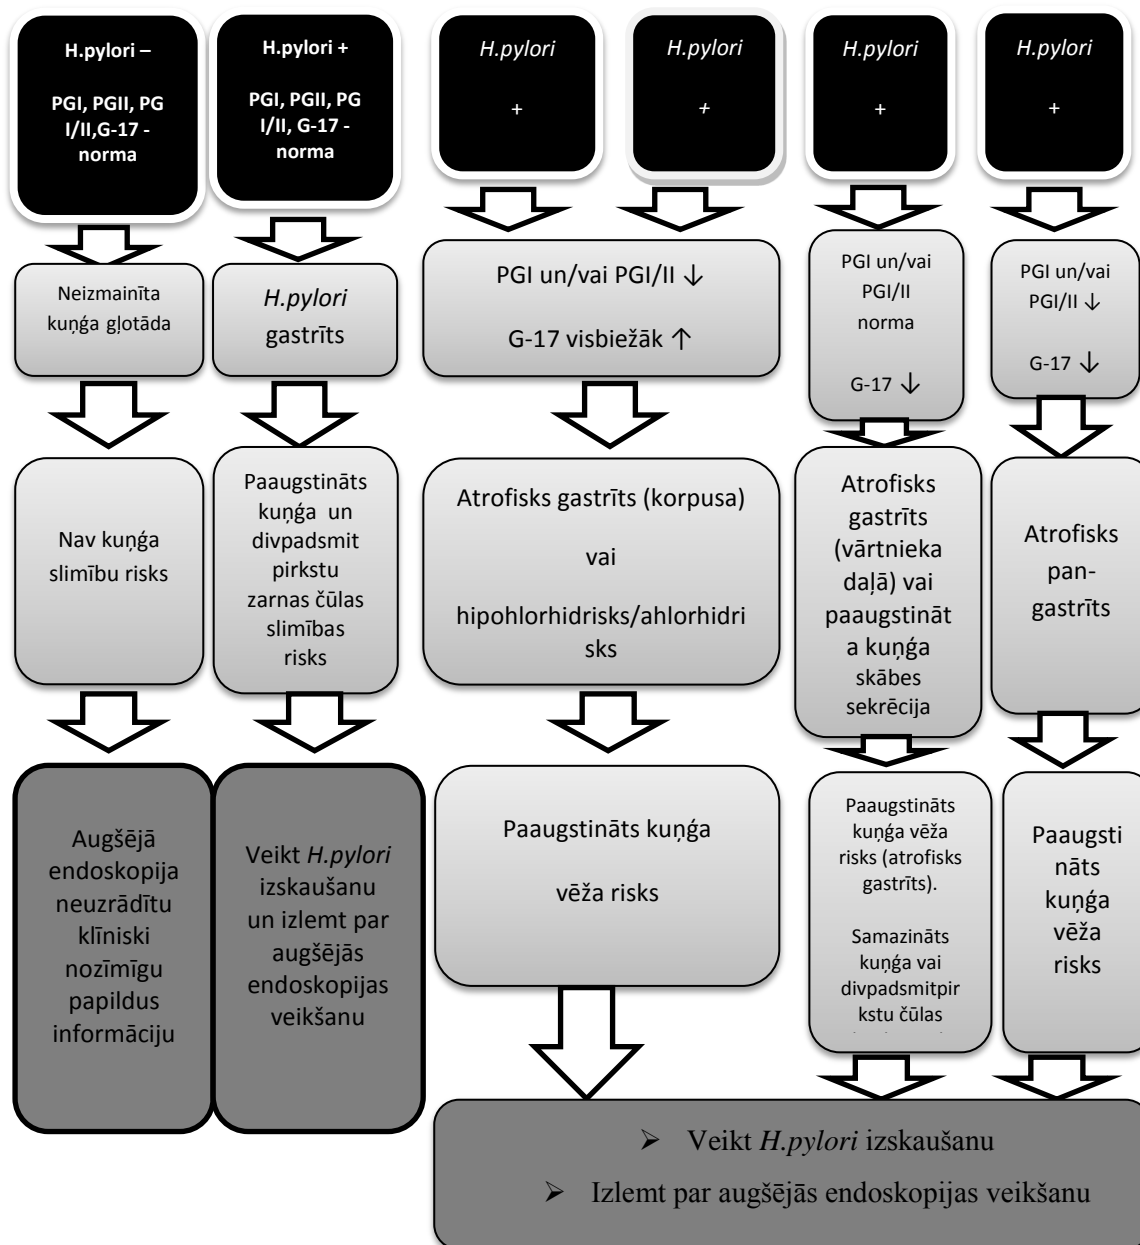 H.pylori –
PGI, PGII, PG
I/II,G-17 -
norma
H.pylori +
PGI, PGII, PG
I/II, G-17 -
norma
H.pylori
+
H.pylori
+
H.pylori
+
H.pylori
+
Neizmainīta
kuņģa gļotāda
H.pylori
gastrīts
PGI un/vai PGI/II ↓
G-17 visbiežāk ↑
PGI un/vai
PGI/II
norma
G-17 ↓
PGI un/vai
PGI/II ↓
G-17 ↓
Nav kuņģa
slimību risks
Paaugstināts
kuņģa un
divpadsmit
pirkstu
zarnas čūlas
slimības
risks
Atrofisks gastrīts (korpusa)
vai
hipohlorhidrisks/ahlorhidri
sks
Atrofisks
gastrīts
(vārtnieka
daļā) vai
paaugstināt
a kuņģa
skābes
sekrēcija
Atrofisks
pan-
gastrīts
Augšējā
endoskopija
neuzrādītu
klīniski
nozīmīgu
papildus
informāciju
Veikt H.pylori
izskaušanu
un izlemt par
augšējās
endoskopijas
veikšanu
Paaugstināts kuņģa
vēža risks
Paaugstināts
kuņģa vēža
risks (atrofisks
gastrīts).
Samazināts
kuņģa vai
divpadsmitpir
kstu čūlas
Paaugsti
nāts
kuņģa
vēža
risks
➢ Veikt H.pylori izskaušanu
➢ Izlemt par augšējās endoskopijas veikšanu